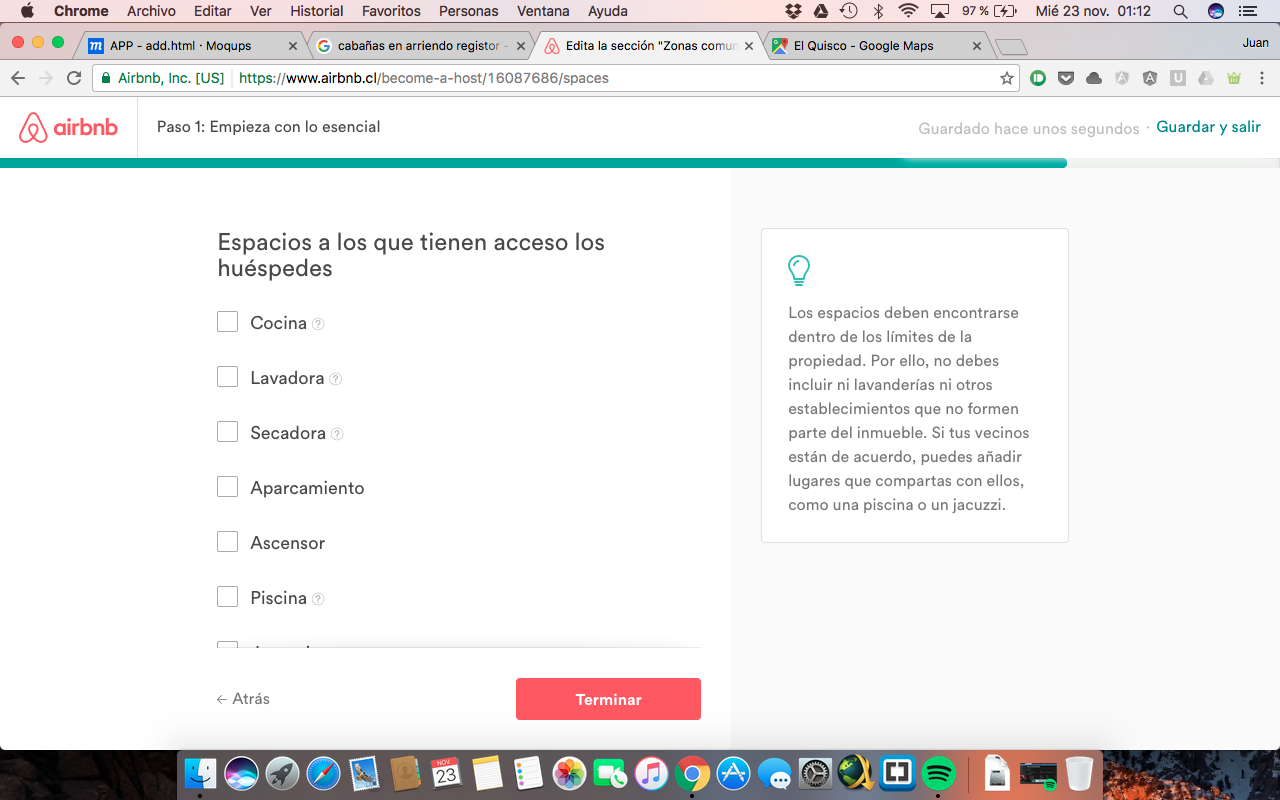 Chrome Archivo Editar Ver Historial Favoritos Personas Ventana Ayuda 97 % Mié 23 nov. 01:12
APP - add.html · Moqups cabañas en arriendo registor - Edita la sección "Zonas comun El Quisco - Google Maps Juan
Airbnb, Inc. [US] https://www.airbnb.cl/become-a-host/16087686/spaces
airbnb Paso 1: Empieza con lo esencial Guardado hace unos segundos · Guardar y salir
Espacios a los que tienen acceso los
huéspedes
Cocina ?
Lavadora ?
Secadora ?
Aparcamiento
Ascensor
Piscina ?
Los espacios deben encontrarse
dentro de los límites de la
propiedad. Por ello, no debes
incluir ni lavanderías ni otros
establecimientos que no formen
parte del inmueble. Si tus vecinos
están de acuerdo, puedes añadir
lugares que compartas con ellos,
como una piscina o un jacuzzi.
← Atrás Terminar
NOV
23